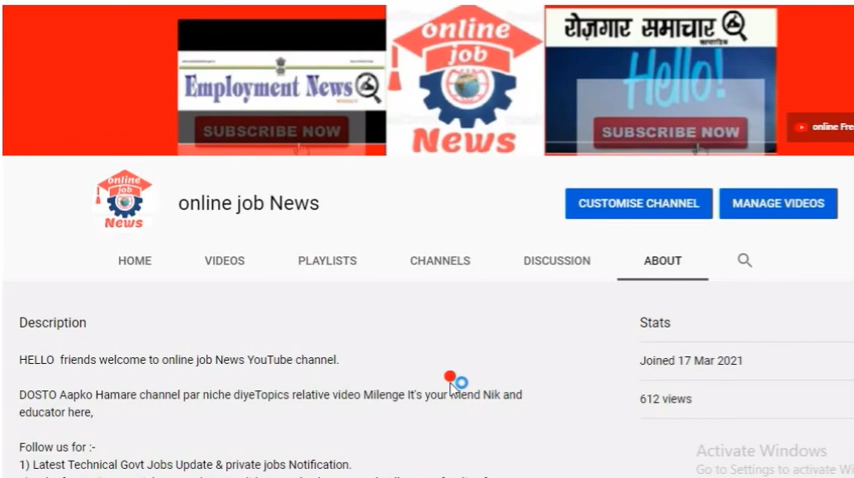 Employment News
SUBSCRIBE NOW
online
job
News
रोज़गार समाचार
साप्ताहिक
Hello!
SUBSCRIBE NOW
online Fre
online
job
News
online job News
CUSTOMISE CHANNEL
MANAGE VIDEOS
HOME VIDEOS PLAYLISTS CHANNELS DISCUSSION ABOUT
Description
Stats
HELLO friends welcome to online job News YouTube channel.
Joined 17 Mar 2021
DOSTO Aapko Hamare channel par niche diyeTopics relative video Milenge It's your friend Nik and
educator here,
612 views
Follow us for :-
1) Latest Technical Govt Jobs Update & private jobs Notification.
Activate Windows
Go to Settings to activate Wi